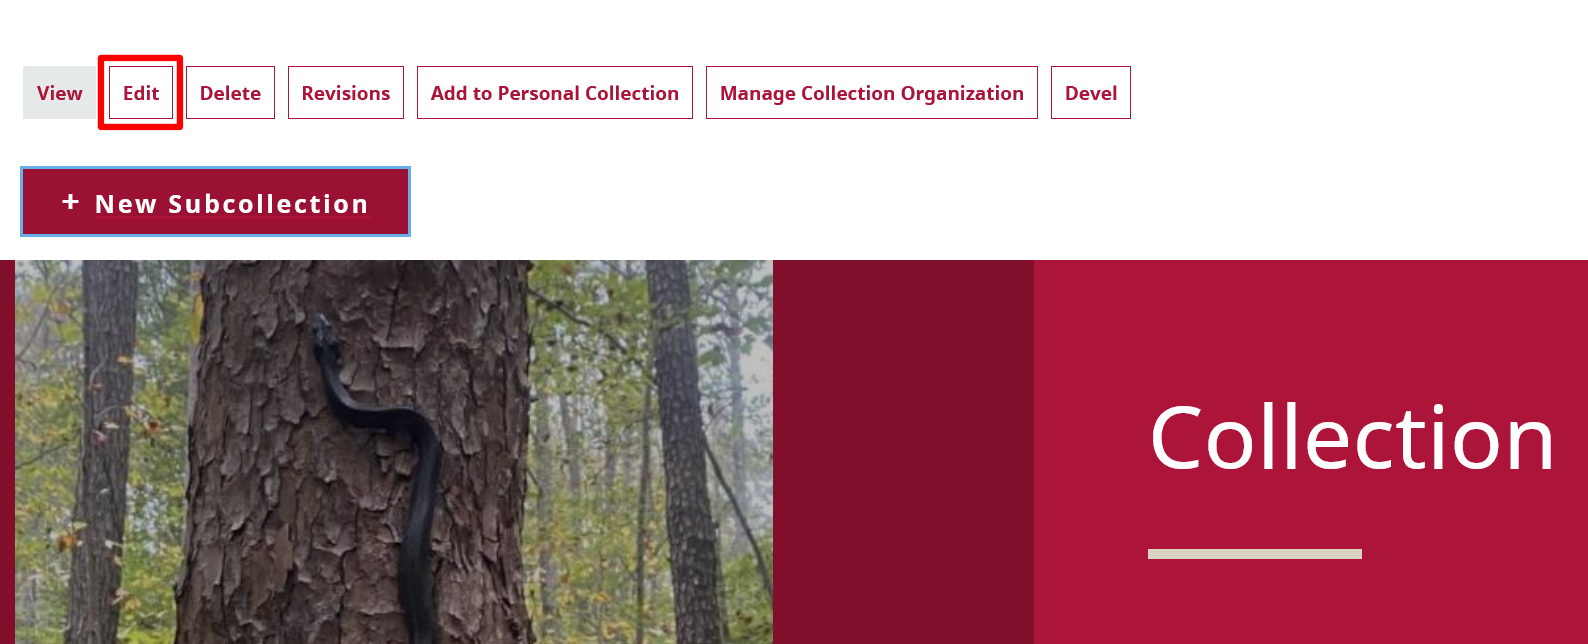 View Edit Delete Revisions Add to Personal Collection Manage Collection Organization Devel
+ New Subcollection
Collection